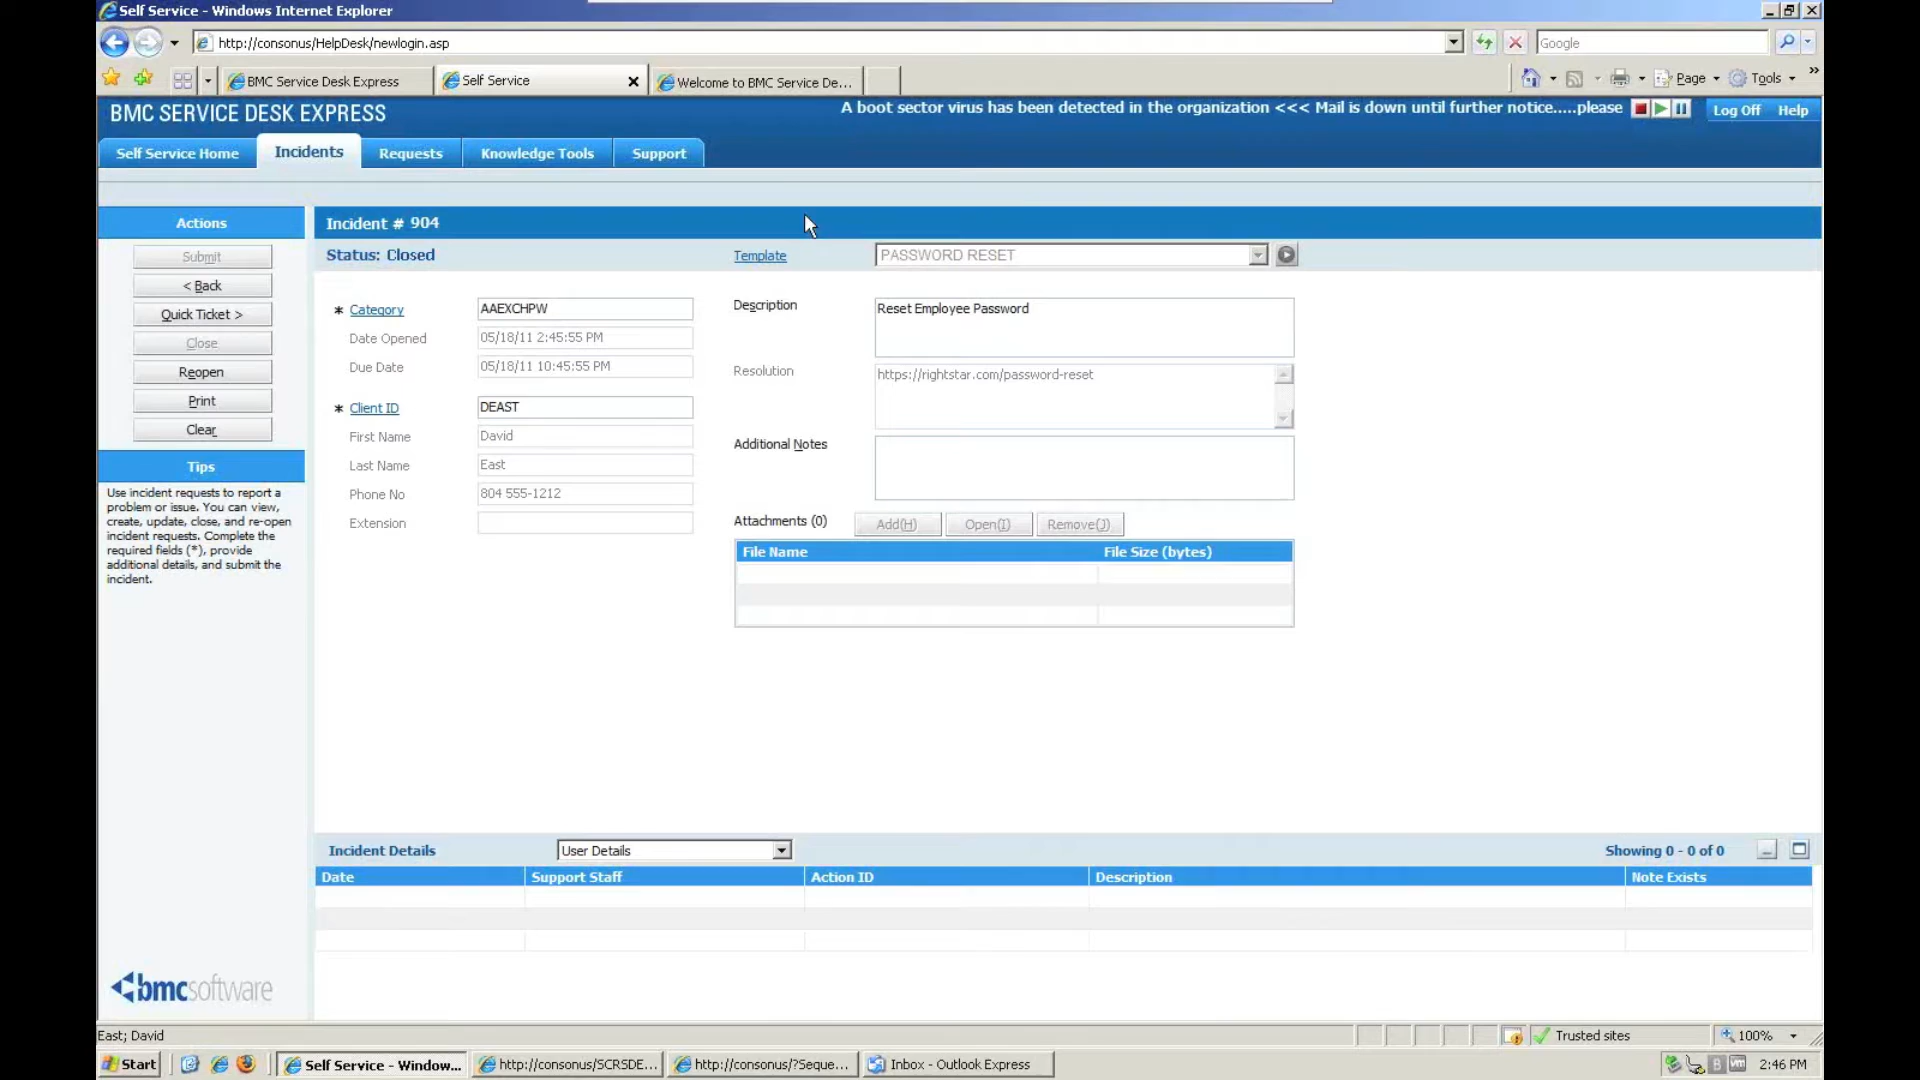 Self Service - Windows Internet Explorer
http://consonus/HelpDesk/newlogin.asp
Google
BMC Service Desk Express
Self Service
Welcome to BMC Service De...
Page
Tools
BMC SERVICE DESK EXPRESS
A boot sector virus has been detected in the organization <<< Mail is down until further notice.....please
Log Off Help
Self Service Home Incidents Requests Knowledge Tools Support
Actions
Submit
< Back
Quick Ticket >
Close
Reopen
Print
Clear
Tips
Use incident requests to report a
problem or issue. You can view,
create, update, close, and re-open
incident requests. Complete the
required fields (*), provide
additional details, and submit the
incident.
bmcsoftware
Incident # 904
Status: Closed
Template PASSWORD RESET
* Category AAEXCHPW
Date Opened 05/18/11 2:45:55 PM
Due Date 05/18/11 10:45:55 PM
* Client ID DEAST
First Name David
Last Name East
Phone No 804 555-1212
Extension
Description Reset Employee Password
Resolution https://rightstar.com/password-reset
Additional Notes
Attachments (0) Add(H) Open(I) Remove(J)
File Name File Size (bytes)
Incident Details User Details Showing 0 - 0 of 0
Date Support Staff Action ID Description Note Exists
East; David
Trusted sites
100%
Start
Self Service - Window...
http://consonus/SCRSDE...
http://consonus/?Seque...
Inbox - Outlook Express
2:46 PM